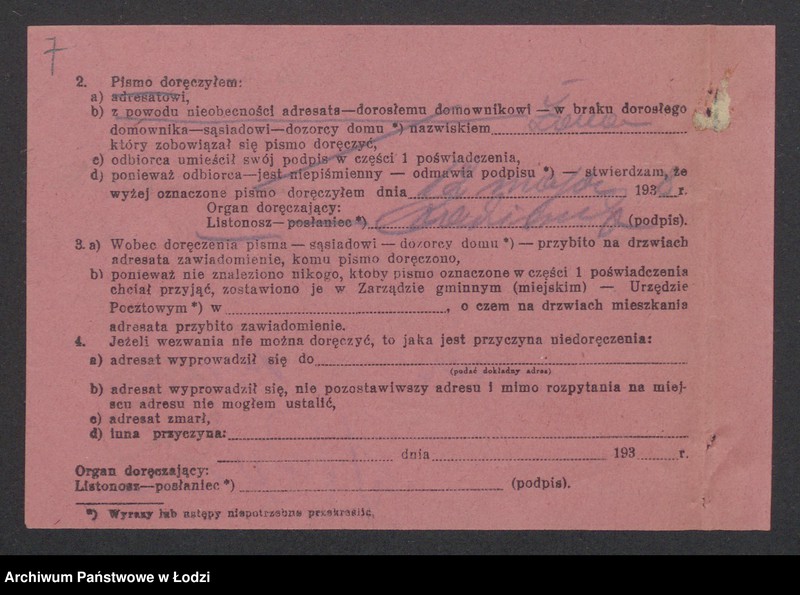 7
2. Pismo doręczyłem:
a) adresatowi,
b) z powodu nieobecności adresata—dorosłemu domownikowi — w braku dorosłego
domownika—sąsiadowi—dozorcy domu *) nazwiskiem Żona
który zobowiązał się pismo doręczyć,
c) odbiorca umieścił swój podpis w części 1 poświadczenia,
d) ponieważ odbiorca—jest niepiśmienny — odmawia podpisu *) — stwierdzam, że
wyżej oznaczone pismo doręczyłem dnia 193 r.
Organ doręczający:
Listonosz—posłaniec *) (podpis).
3. a) Wobec doręczenia pisma — sąsiadowi — dozorcy domu *) — przybito na drzwiach
adresata zawiadomienie, komu pismo doręczono,
b) ponieważ nie znaleziono nikogo, ktoby pismo oznaczone w części 1 poświadczenia
chciał przyjąć, zostawiono je w Zarządzie gminnym (miejskim) — Urzędzie
Pocztowym *) w , o czem na drzwiach mieszkania
adresata przybito zawiadomienie.
4. Jeżeli wezwania nie można doręczyć, to jaka jest przyczyna niedoręczenia:
a) adresat wyprowadził się do
(podać dokładny adres)
b) adresat wyprowadził się, nie pozostawiwszy adresu i mimo rozpytania na miej-
scu adresu nie mogłem ustalić,
c) adresat zmarł,
d) inna przyczyna:
dnia 193 r.
Organ doręczający:
Listonosz—posłaniec *) (podpis).
*) Wyrazy lub ustępy niepotrzebne przekreślić.
Archiwum Państwowe w Łodzi